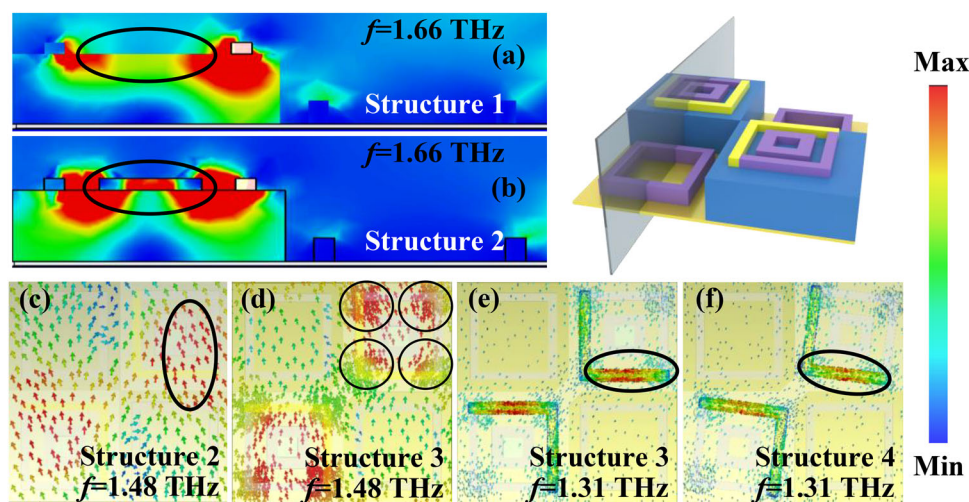 f=1.66 THz
(a)
Structure 1
f=1.66 THz
(b)
Structure 2
Max
Min
(c)
Structure 2
f=1.48 THz
(d)
Structure 3
f=1.48 THz
(e)
Structure 3
f=1.31 THz
(f)
Structure 4
f=1.31 THz